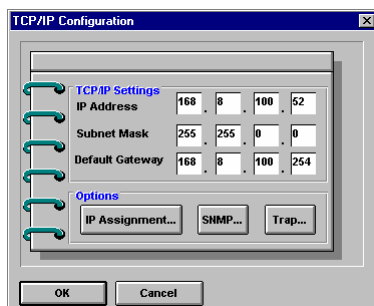 TCP/IP Configuration
TCP/IP Settings
IP Address 168 . 8 . 100 . 52
Subnet Mask 255 . 255 . 0 . 0
Default Gateway 168 . 8 . 100 . 254
Options
IP Assignment... SNMP... Trap...
OK Cancel